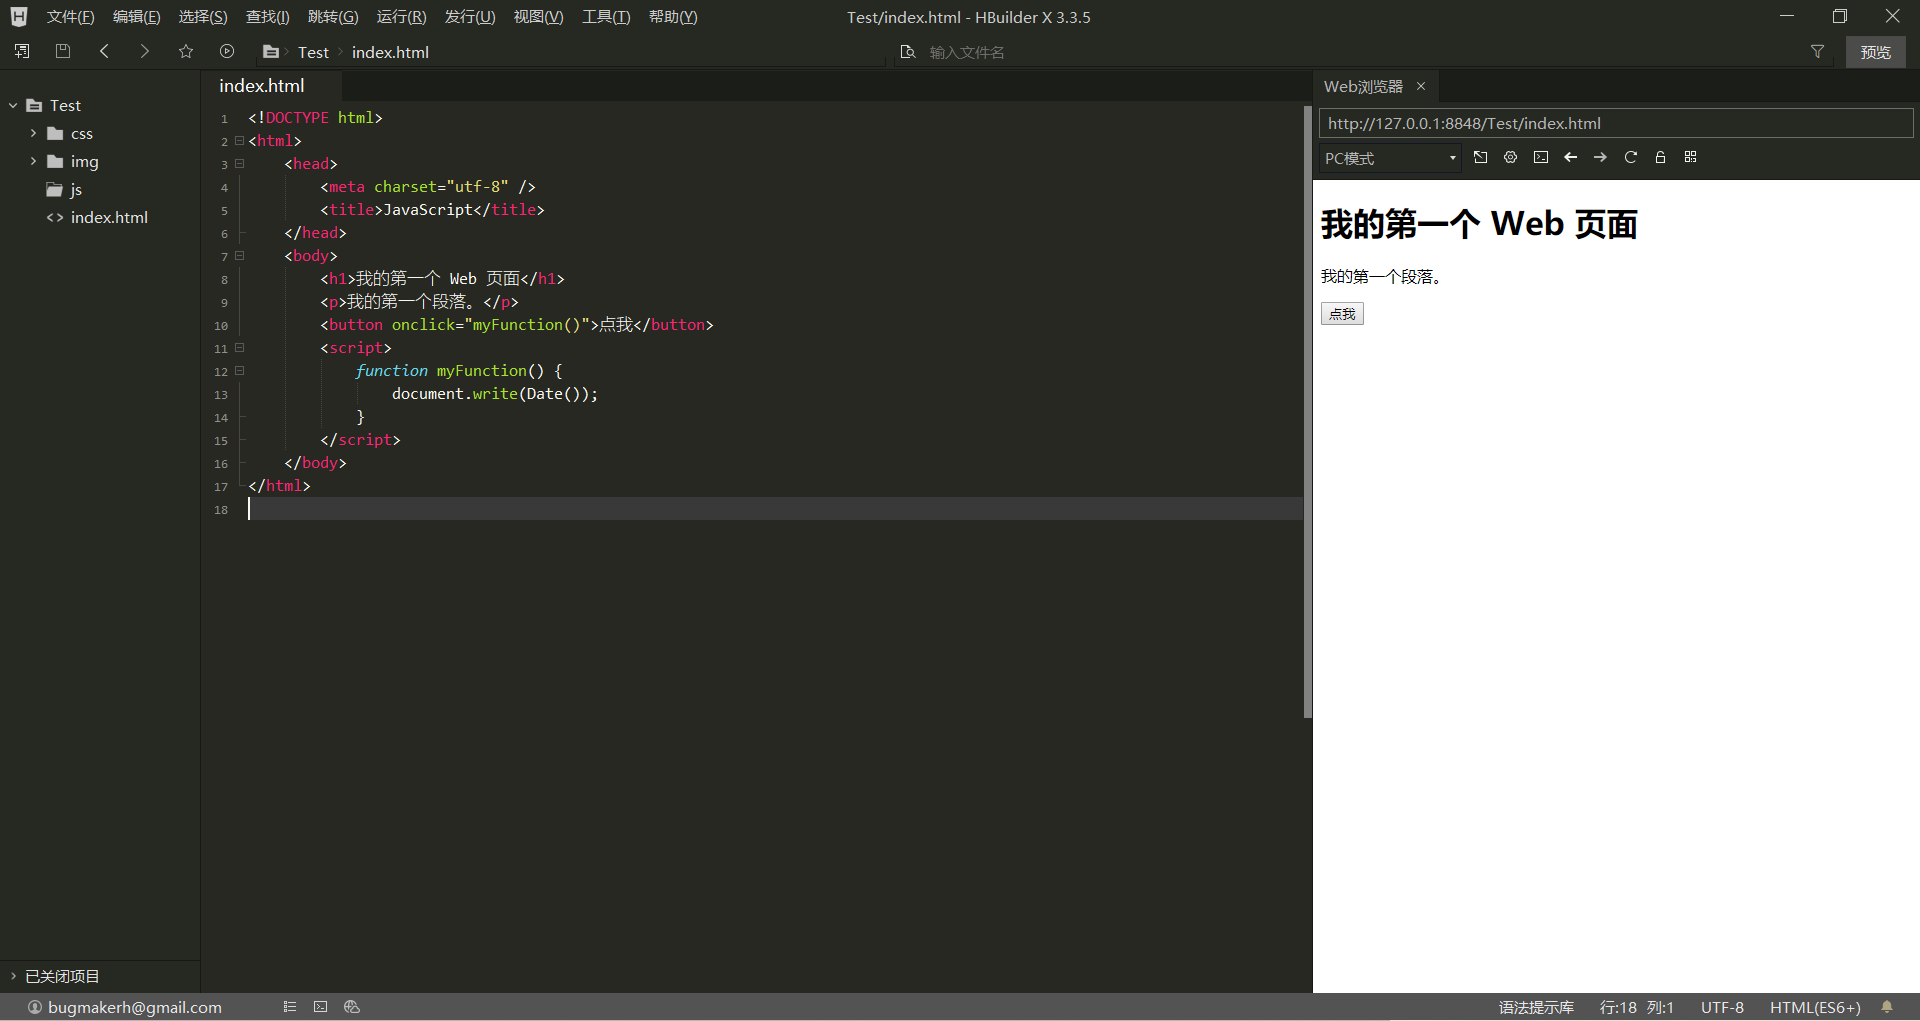 文件(F) 编辑(E) 选择(S) 查找(I) 跳转(G) 运行(R) 发行(U) 视图(V) 工具(T) 帮助(Y) Test/index.html - HBuilder X 3.3.5
Test index.html 输入文件名 预览
Test
css
img
js
index.html
已关闭项目
index.html
1 <!DOCTYPE html>
2 <html>
3 <head>
4 <meta charset="utf-8" />
5 <title>JavaScript</title>
6 </head>
7 <body>
8 <h1>我的第一个 Web 页面</h1>
9 <p>我的第一个段落。</p>
10 <button onclick="myFunction()">点我</button>
11 <script>
12 function myFunction() {
13 document.write(Date());
14 }
15 </script>
16 </body>
17 </html>
18
Web浏览器
http://127.0.0.1:8848/Test/index.html
PC模式
我的第一个 Web 页面
我的第一个段落。
点我
bugmakerh@gmail.com 语法提示库 行:18 列:1 UTF-8 HTML(ES6+)